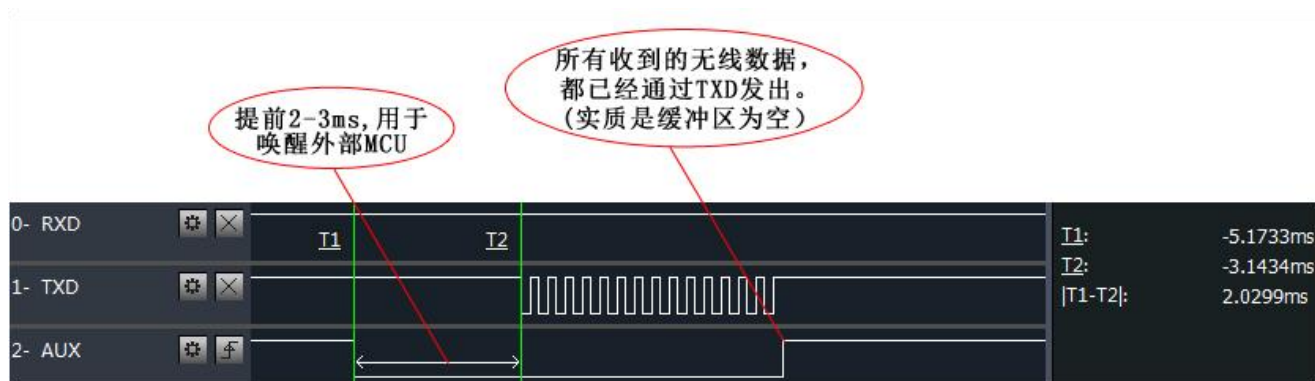 所有收到的无线数据，
都已经通过TXD发出。
(实质是缓冲区为空)
提前2-3ms,用于
唤醒外部MCU
0- RXD
T1
T2
T1: -5.1733ms
T2: -3.1434ms
|T1-T2|: 2.0299ms
1- TXD
2- AUX